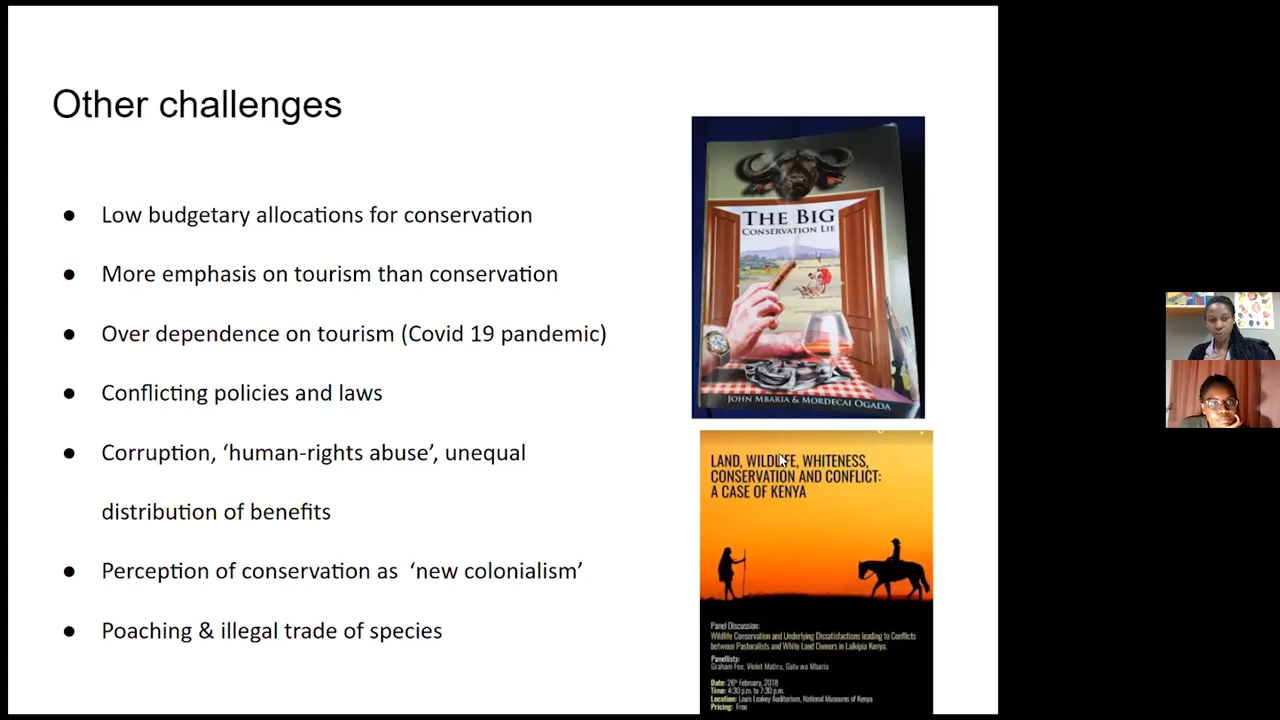 Other challenges
● Low budgetary allocations for conservation
● More emphasis on tourism than conservation
● Over dependence on tourism (Covid 19 pandemic)
● Conflicting policies and laws
● Corruption, ‘human-rights abuse’, unequal
distribution of benefits
● Perception of conservation as ‘new colonialism’
● Poaching & illegal trade of species
THE BIG
CONSERVATION LIE
JOHN MBARIA & MORDECAI OGADA
LAND, WILDLIFE, WHITENESS,
CONSERVATION AND CONFLICT:
A CASE OF KENYA
Panel Discussion:
Wildlife Conservation and Underlying Dissatisfactions leading to Conflicts
between Pastoralists and White Land Owners in Laikipia Kenya.
Panellists:
Graham Fox, Violet Matiru, Gatu wa Mbaria
Date: 26th February, 2018
Time: 4:30 p.m. to 7:30 p.m.
Location: Louis Leakey Auditorium, National Museums of Kenya
Pricing: Free